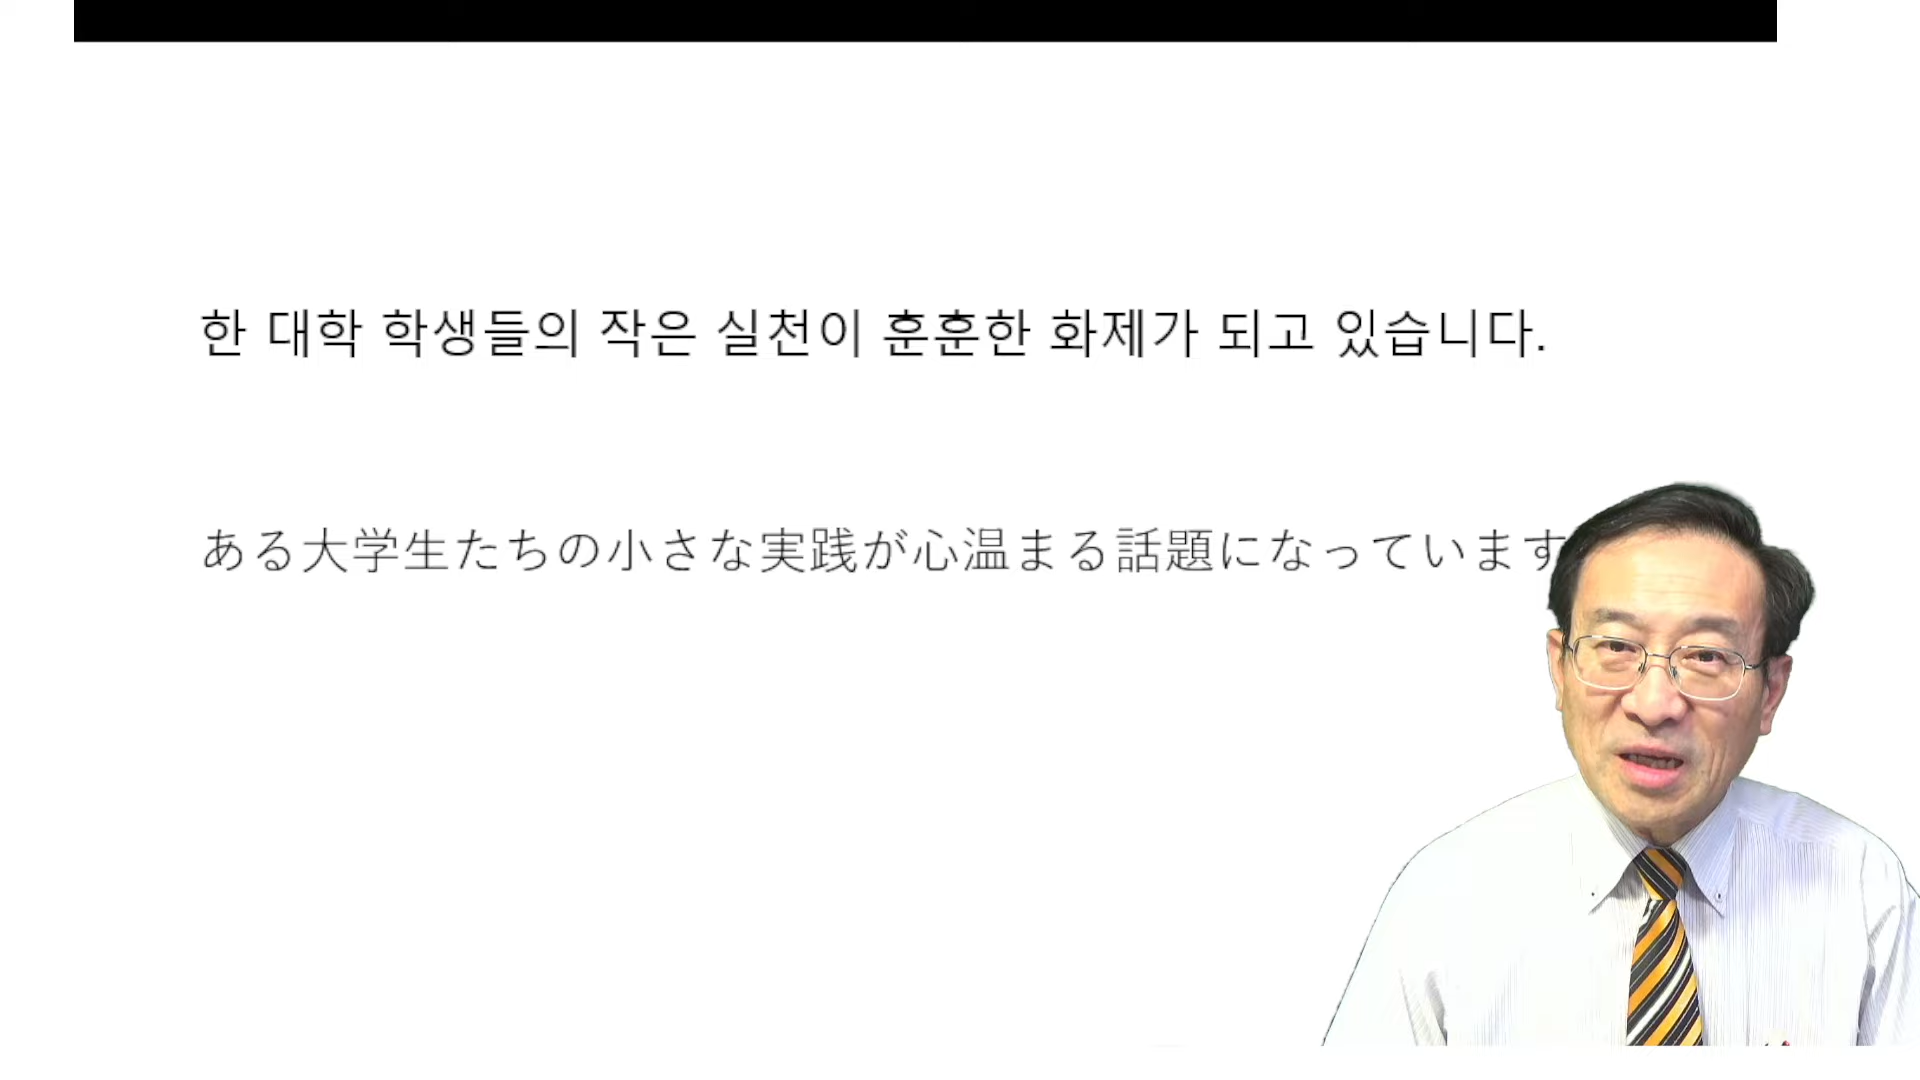 한 대학 학생들의 작은 실천이 훈훈한 화제가 되고 있습니다.
ある大学生たちの小さな実践が心温まる話題になっています